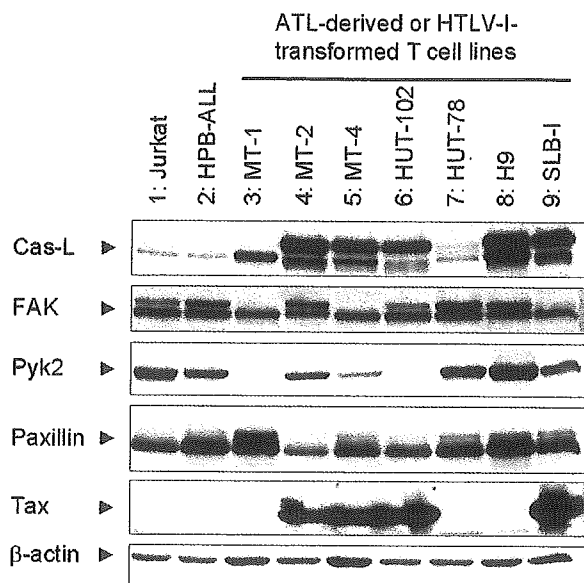 ATL-derived or HTLV-I-
transformed T cell lines
1: Jurkat
2: HPB-ALL
3: MT-1
4: MT-2
5: MT-4
6: HUT-102
7: HUT-78
8: H9
9: SLB-I
Cas-L
FAK
Pyk2
Paxillin
Tax
β-actin